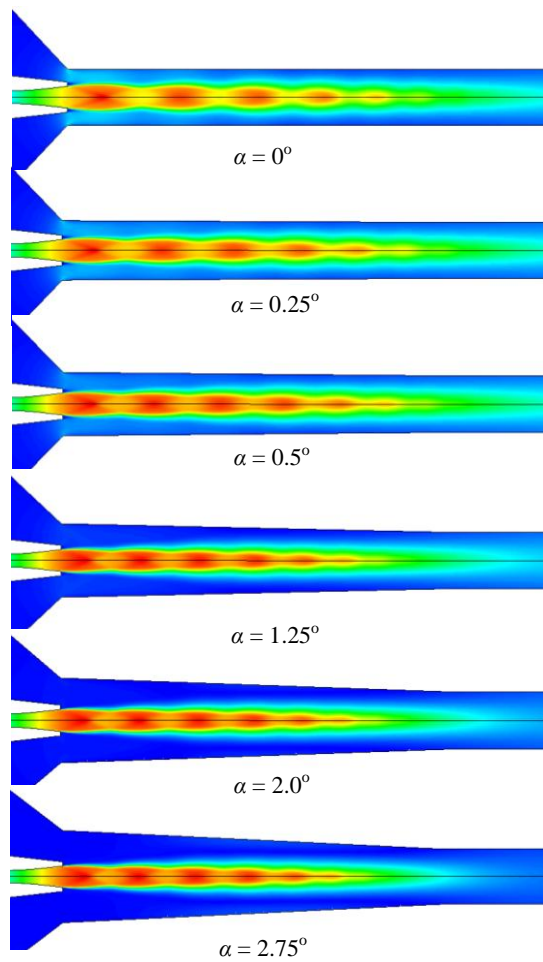 α = 0°
α = 0.25°
α = 0.5°
α = 1.25°
α = 2.0°
α = 2.75°